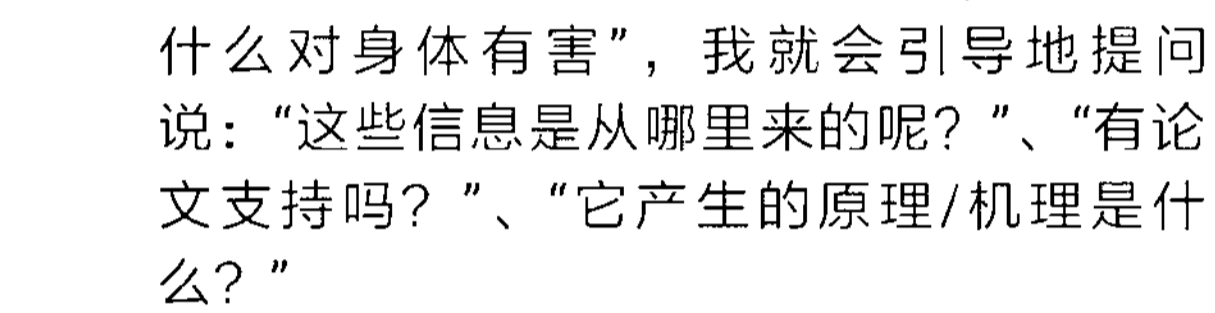 什么对身体有害”，我就会引导地提问
说：“这些信息是从哪里来的呢？”、“有论
文支持吗？”、“它产生的原理/机理是什
么？”